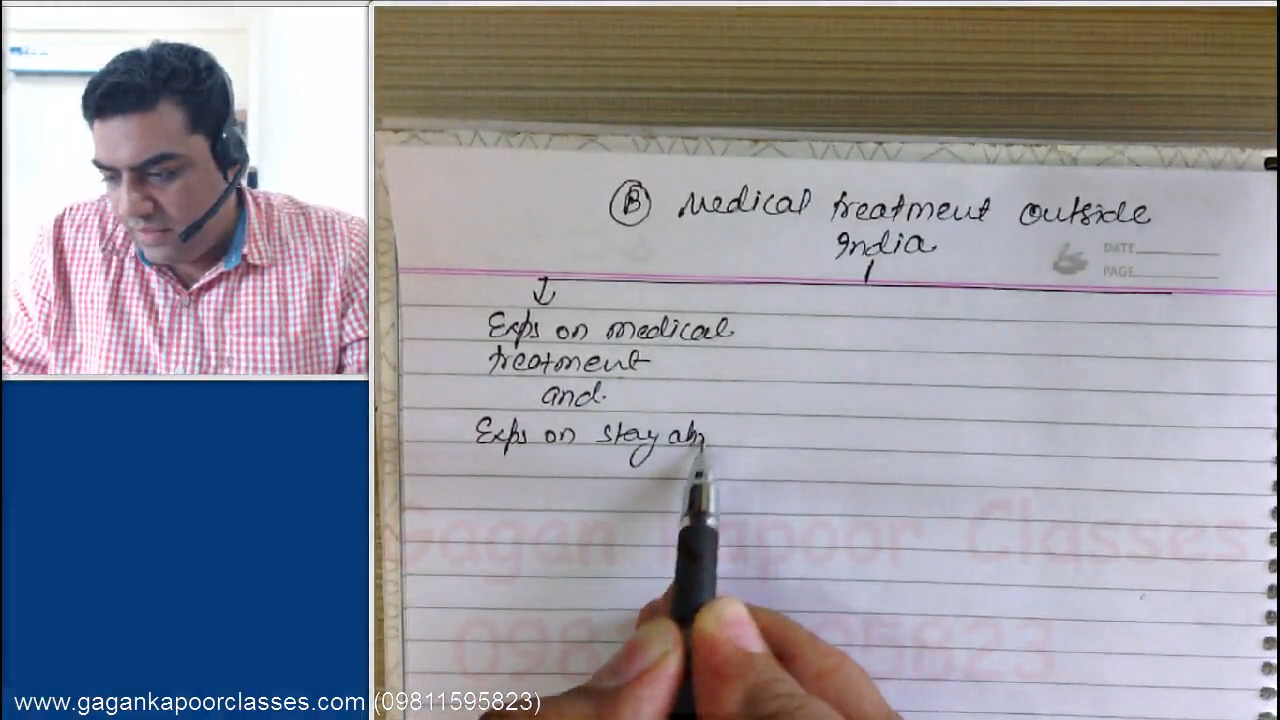 Ⓑ Medical treatment outside
India
DATE
PAGE
Exps on medical
treatment
and
Exps on stay abr
Gagan Kapoor Classes
www.gagankapoorclasses.com (09811595823)